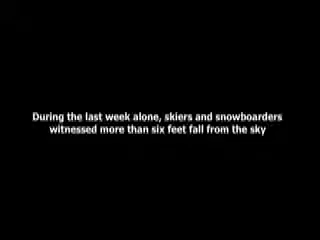 During the last week alone, skiers and snowboarders
witnessed more than six feet fall from the sky